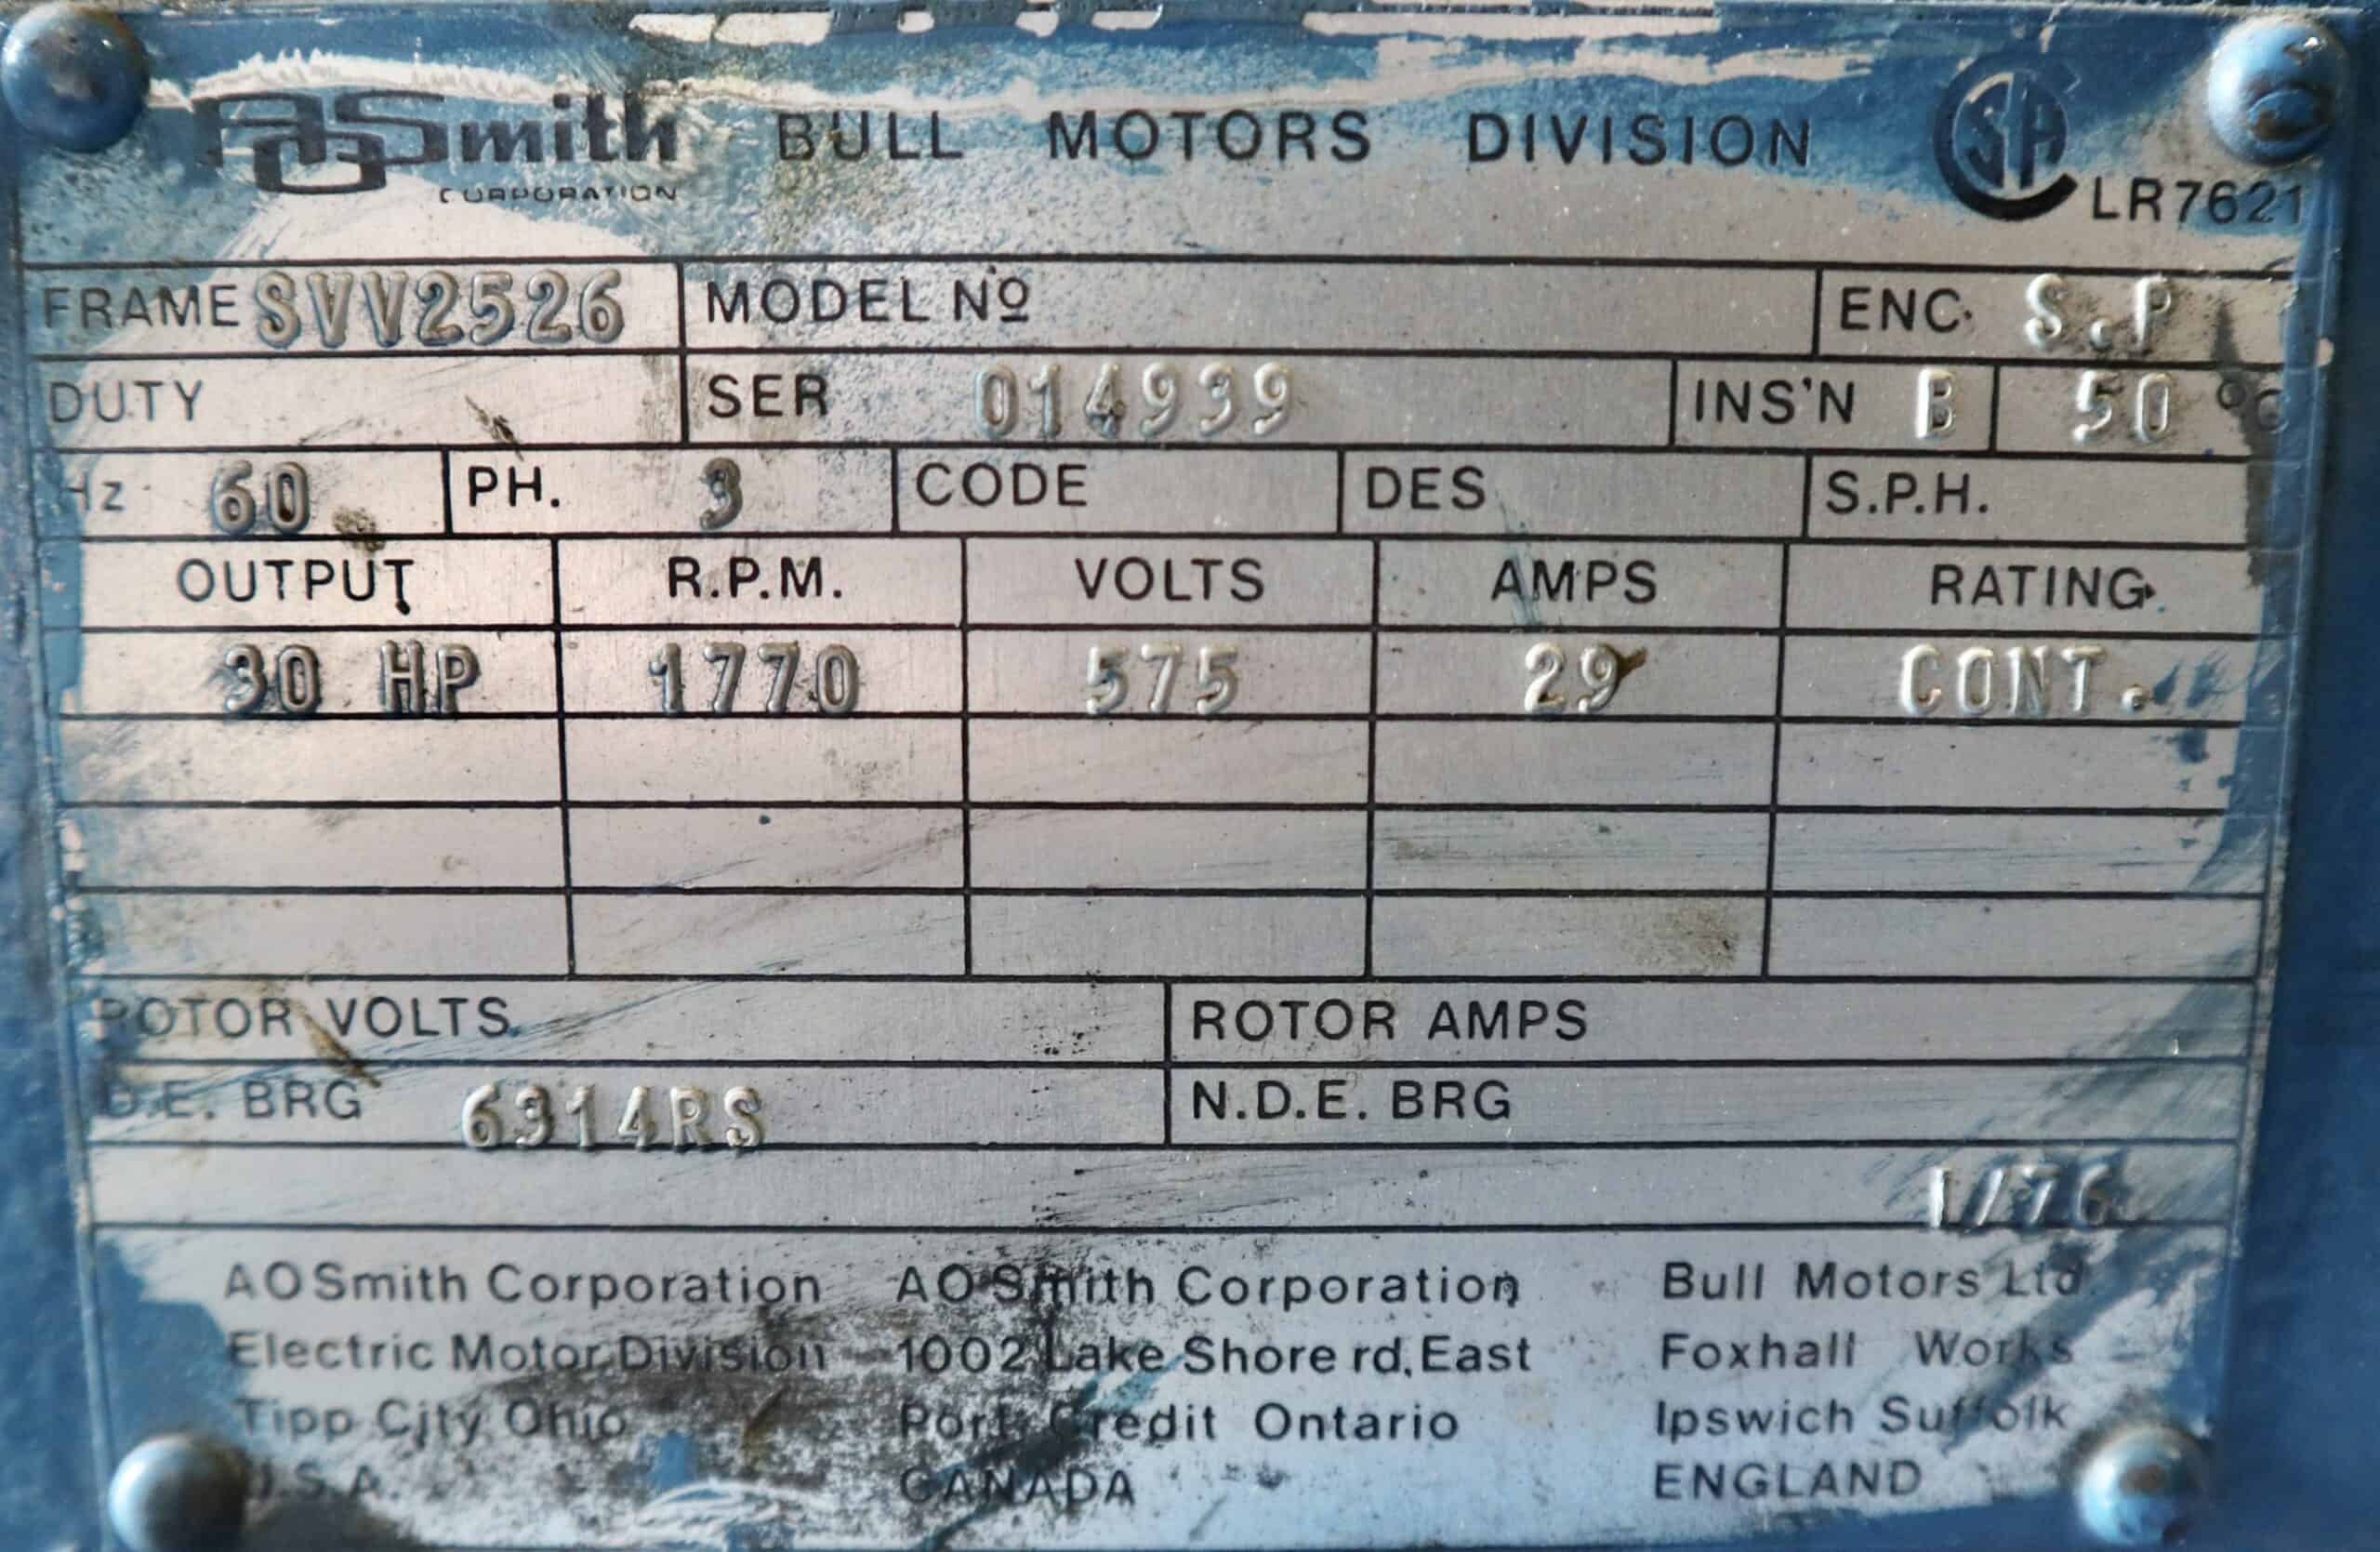 AOSmith BULL MOTORS DIVISION CSA
CORPORATION LR7621
FRAME SVV2526 MODEL Nº ENC. S.P
DUTY SER 014939 INS'N B 50 °C
Hz 60 PH. 3 CODE DES S.P.H.
OUTPUT R.P.M. VOLTS AMPS RATING
30 HP 1770 575 29 CONT.
ROTOR VOLTS ROTOR AMPS
D.E. BRG 6314RS N.D.E. BRG
1/76
AOSmith Corporation AOSmith Corporation Bull Motors Ltd.
Electric Motor Division 1002 Lake Shore rd, East Foxhall Works
Tipp City Ohio Port Credit Ontario Ipswich Suffolk
U.S.A. CANADA ENGLAND